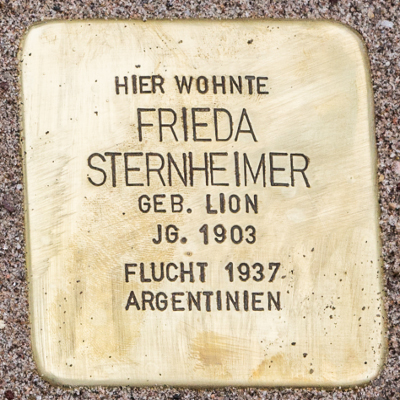 HIER WOHNTE
FRIEDA
STERNHEIMER
GEB. LION
JG. 1903
FLUCHT 1937
ARGENTINIEN